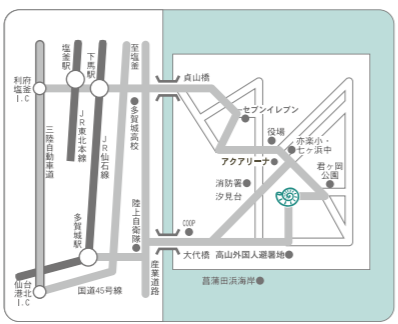 塩釜駅
下馬駅
至塩釜
貞山橋
利府
塩釜
I.C
セブンイレブン
多賀城高校
役場
亦楽小・
七ヶ浜中
三陸自動車道
JR東北本線
JR仙石線
アクアリーナ
君ヶ岡
公園
消防署
汐見台
陸上自衛隊
多賀城駅
COOP
大代橋
高山外国人避暑地
産業道路
仙台
港北
I.C
国道45号線
菖蒲田浜海岸